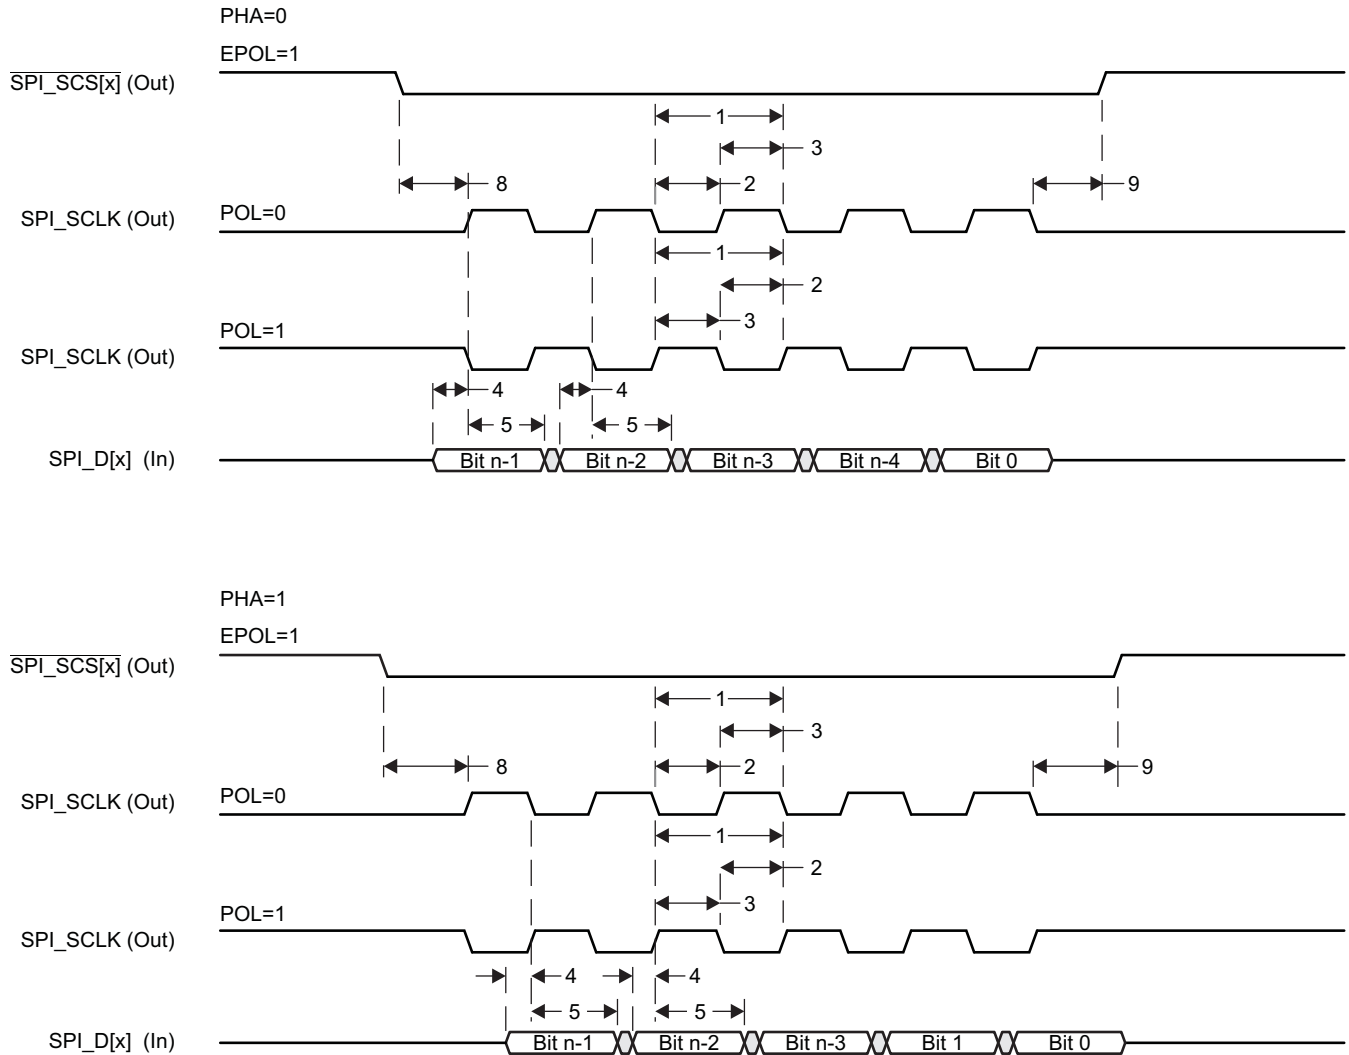 PHA=0
EPOL=1
SPI_SCS[x] (Out)
1
3
8
2
9
SPI_SCLK (Out)
POL=0
1
2
3
POL=1
SPI_SCLK (Out)
4
4
5
5
SPI_D[x] (In)
Bit n-1
Bit n-2
Bit n-3
Bit n-4
Bit 0
PHA=1
EPOL=1
SPI_SCS[x] (Out)
1
3
8
2
9
SPI_SCLK (Out)
POL=0
1
2
3
POL=1
SPI_SCLK (Out)
4
4
5
5
SPI_D[x] (In)
Bit n-1
Bit n-2
Bit n-3
Bit 1
Bit 0